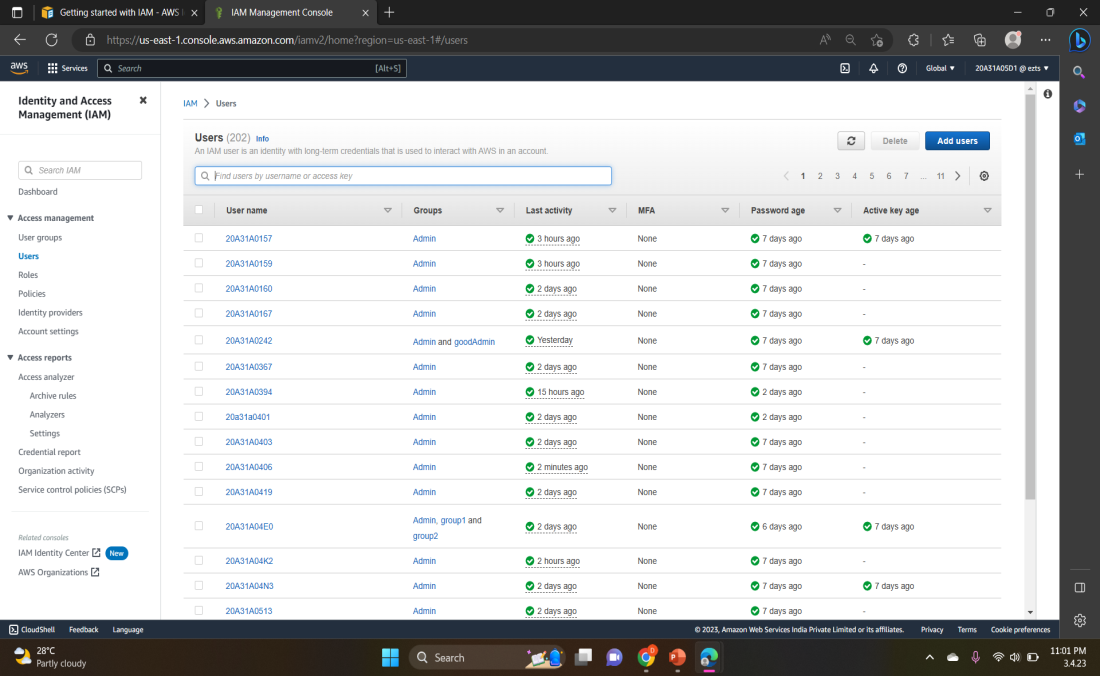 Getting started with IAM - AWS
IAM Management Console
https://us-east-1.console.aws.amazon.com/iamv2/home?region=us-east-1#/users
aws
Services
Search
[Alt+S]
Global
20A31A05D1 @ ezts
Identity and Access Management (IAM)
Search IAM
Dashboard
Access management
User groups
Users
Roles
Policies
Identity providers
Account settings
Access reports
Access analyzer
Archive rules
Analyzers
Settings
Credential report
Organization activity
Service control policies (SCPs)
Related consoles
IAM Identity Center New
AWS Organizations
IAM > Users
Users (202) Info
An IAM user is an identity with long-term credentials that is used to interact with AWS in an account.
Delete
Add users
Find users by username or access key
1 2 3 4 5 6 7 ... 11
User name Groups Last activity MFA Password age Active key age
20A31A0157 Admin 3 hours ago None 7 days ago 7 days ago
20A31A0159 Admin 3 hours ago None 7 days ago -
20A31A0160 Admin 2 days ago None 7 days ago -
20A31A0167 Admin 2 days ago None 7 days ago -
20A31A0242 Admin and goodAdmin Yesterday None 7 days ago 7 days ago
20A31A0367 Admin 2 days ago None 7 days ago -
20A31A0394 Admin 15 hours ago None 2 days ago -
20a31a0401 Admin 2 days ago None 2 days ago -
20A31A0403 Admin 2 days ago None 7 days ago -
20A31A0406 Admin 2 minutes ago None 7 days ago -
20A31A0419 Admin 2 days ago None 7 days ago -
20A31A04E0 Admin, group1 and group2 2 days ago None 6 days ago 7 days ago
20A31A04K2 Admin 2 hours ago None 7 days ago -
20A31A04N3 Admin 2 days ago None 7 days ago 7 days ago
20A31A0513 Admin 2 days ago None 7 days ago -
CloudShell Feedback Language
© 2023, Amazon Web Services India Private Limited or its affiliates. Privacy Terms Cookie preferences
28°C
Partly cloudy
Search
11:01 PM
3.4.23